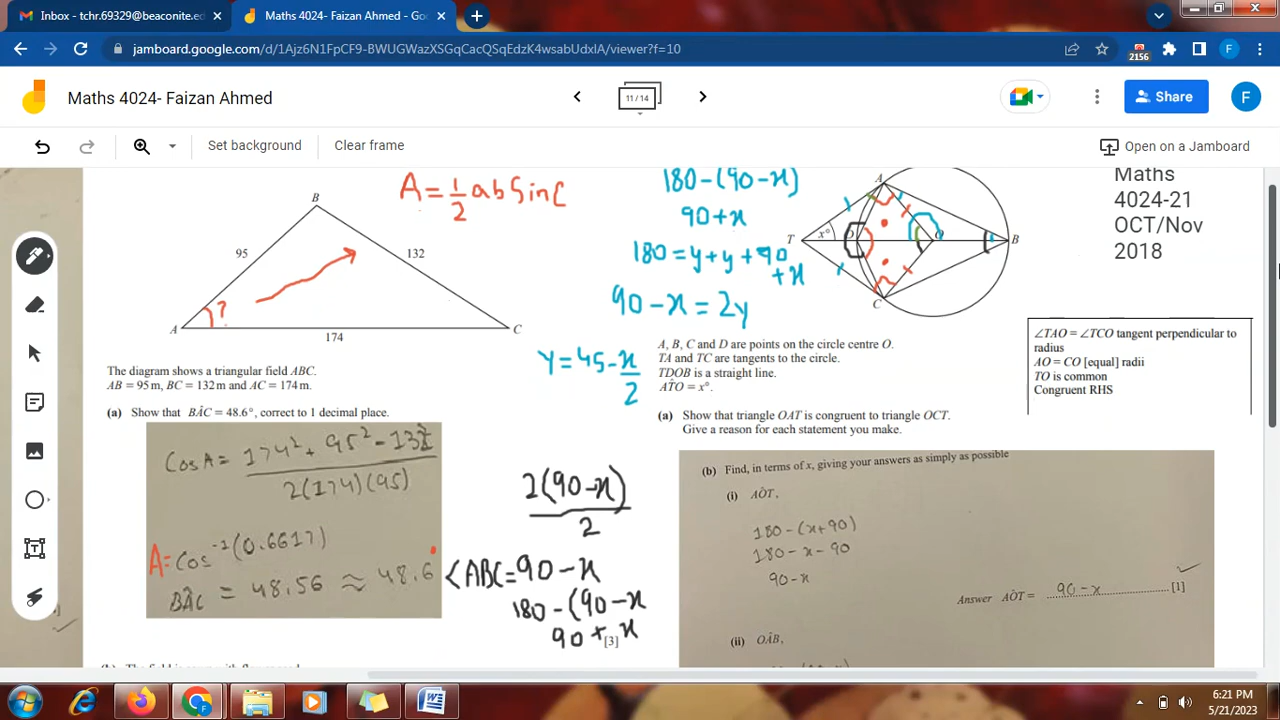 Inbox - tchr.69329@beaconite.ed
Maths 4024- Faizan Ahmed - Goo
jamboard.google.com/d/1Ajz6N1FpCF9-BWUGWazXSGqCacQSqEdzK4wsabUdxlA/viewer?f=10
2156
F
Maths 4024- Faizan Ahmed
11 / 14
Share
F
Set background
Clear frame
Open on a Jamboard
B
95
132
?
A
174
C
A = 1/2 ab Sin C
The diagram shows a triangular field ABC.
AB = 95 m, BC = 132 m and AC = 174 m.
(a) Show that BÂC = 48.6°, correct to 1 decimal place.
Cos A = 174² + 95² - 132²
2(174)(95)
A = Cos⁻¹ (0.6617)
BÂC = 48.56 ≈ 48.6
180-(90-x)
90+x
180 = y+y+90
+x
90-x = 2y
y = 45 - x/2
2(90-x)
2
<ABC = 90-x
180-(90-x
90+x
[3]
A
T
x°
D
O
B
C
A, B, C and D are points on the circle centre O.
TA and TC are tangents to the circle.
TDOB is a straight line.
AT̂O = x°.
(a) Show that triangle OAT is congruent to triangle OCT.
Give a reason for each statement you make.
Maths
4024-21
OCT/Nov
2018
∠TAO = ∠TCO tangent perpendicular to
radius
AO = CO [equal] radii
TO is common
Congruent RHS
(b) Find, in terms of x, giving your answers as simply as possible
(i) AÔT,
180-(x+90)
180-x-90
90-x
Answer AÔT = 90-x [1]
(ii) OÂB,
6:21 PM
5/21/2023